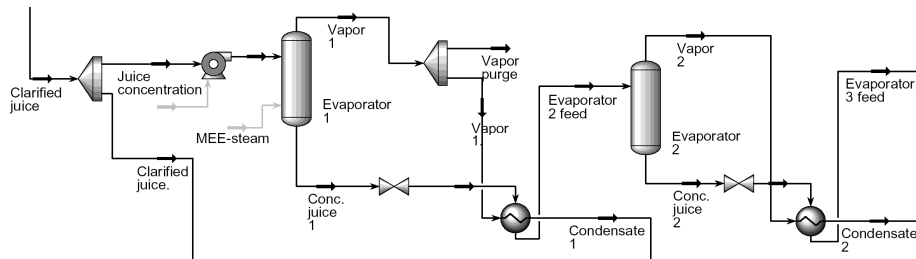 Clarified
juice
Juice
concentration
Clarified
juice.
MEE-steam
Evaporator
1
Vapor
1
Vapor
purge
Vapor
1.
Conc.
juice
1
Condensate
1
Evaporator
2 feed
Vapor
2
Evaporator
2
Conc.
juice
2
Evaporator
3 feed
Condensate
2